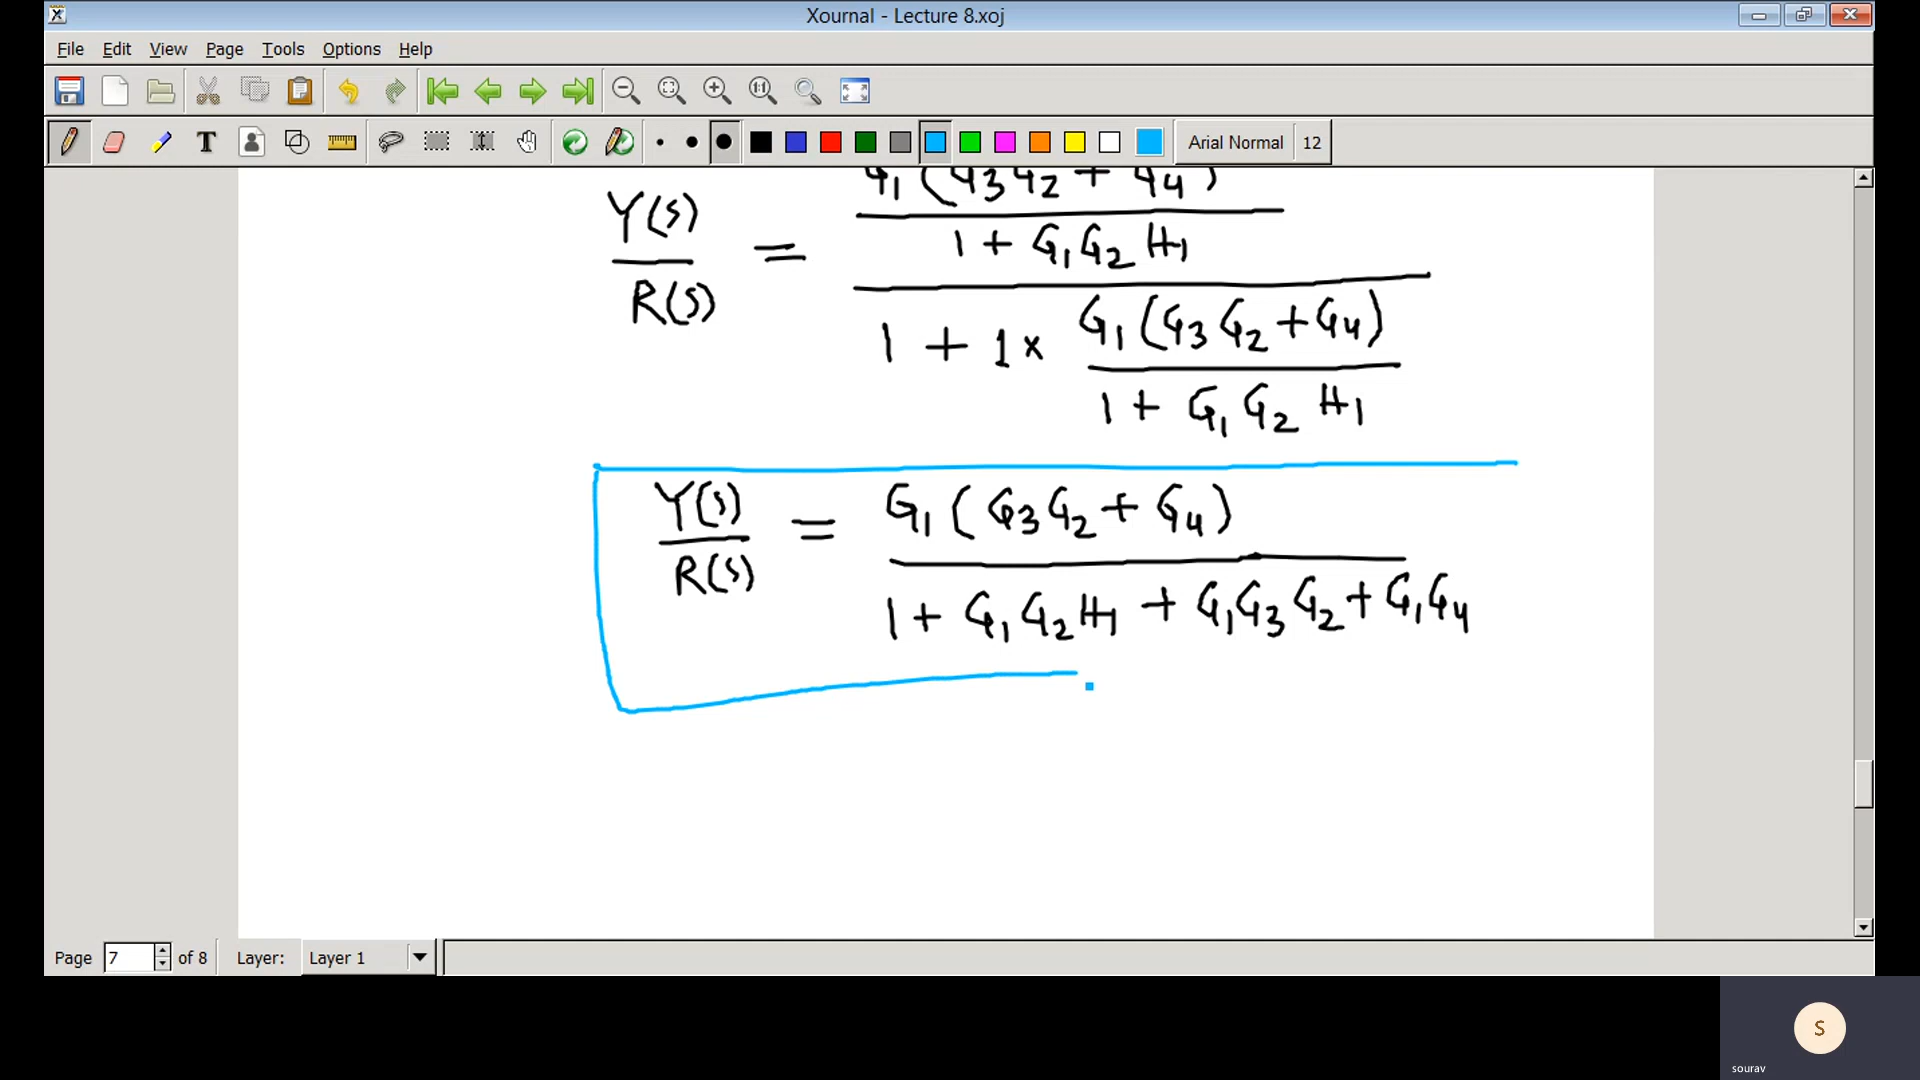 Xournal - Lecture 8.xoj
File Edit View Page Tools Options Help
T Arial Normal 12
Y(s)/R(s) = (G1(G3G2 + G4) / (1 + G1G2H1)) / (1 + 1 × G1(G3G2 + G4) / (1 + G1G2H1))
Y(s)/R(s) = G1(G3G2 + G4) / (1 + G1G2H1 + G1G3G2 + G1G4)
Page 7 of 8 Layer: Layer 1
S
sourav